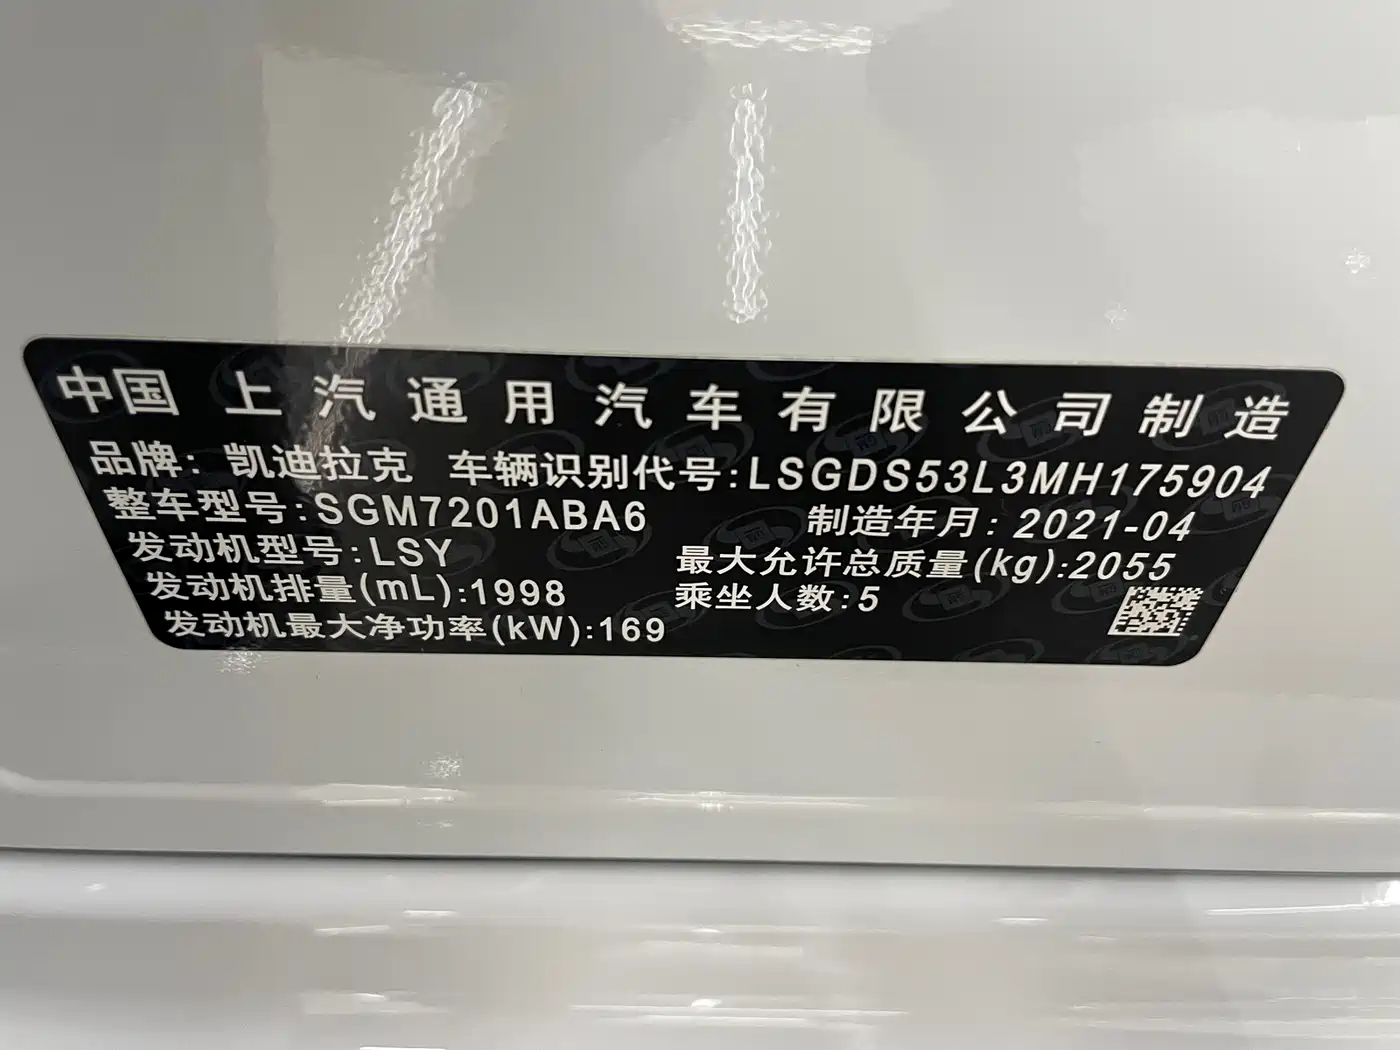 中国 上汽通用汽车有限公司制造
品牌: 凯迪拉克 车辆识别代号:LSGDS53L3MH175904
整车型号:SGM7201ABA6 制造年月: 2021-04
发动机型号:LSY 最大允许总质量(kg):2055
发动机排量(mL):1998 乘坐人数:5
发动机最大净功率(kW):169